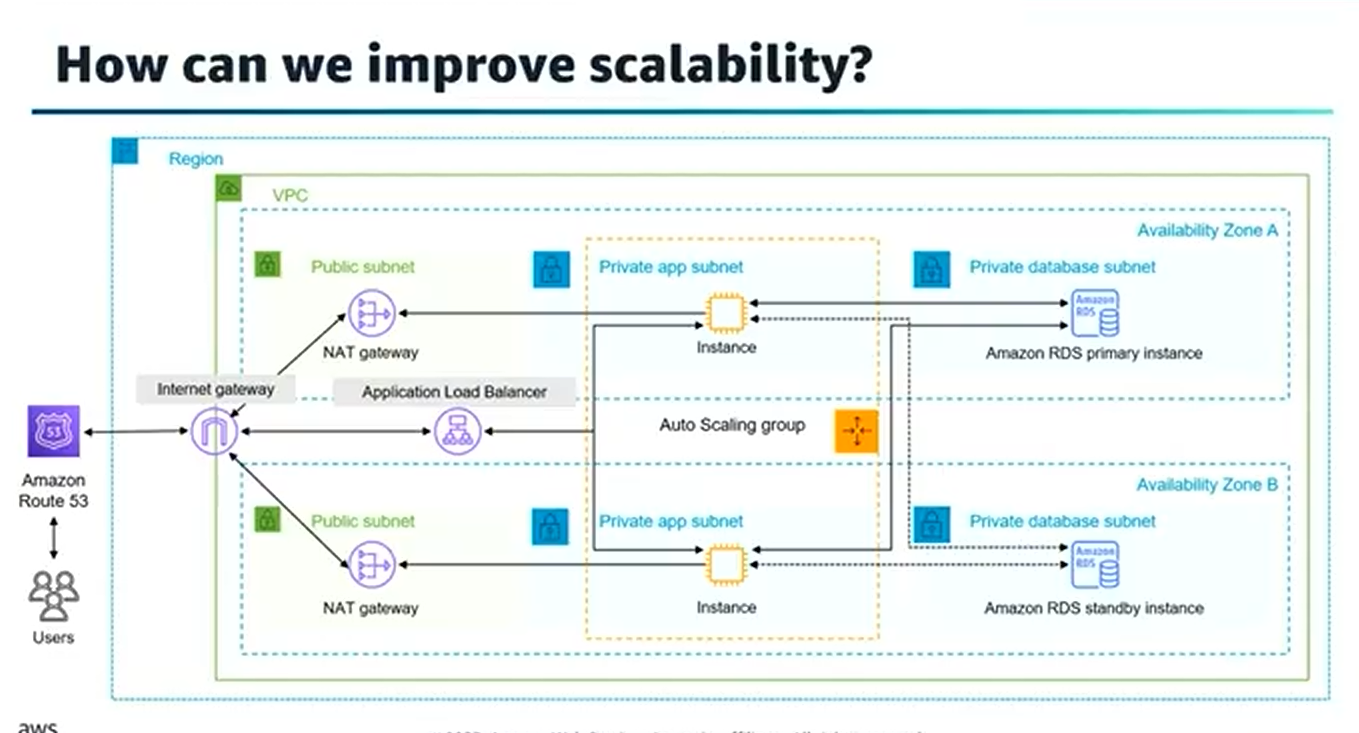 How can we improve scalability?
Region
VPC
Availability Zone A
Public subnet
Private app subnet
Private database subnet
Amazon
RDS
NAT gateway
Instance
Amazon RDS primary instance
Internet gateway
Application Load Balancer
53
Auto Scaling group
Amazon
Route 53
Availability Zone B
Public subnet
Private app subnet
Private database subnet
Amazon
RDS
NAT gateway
Instance
Amazon RDS standby instance
Users
aws